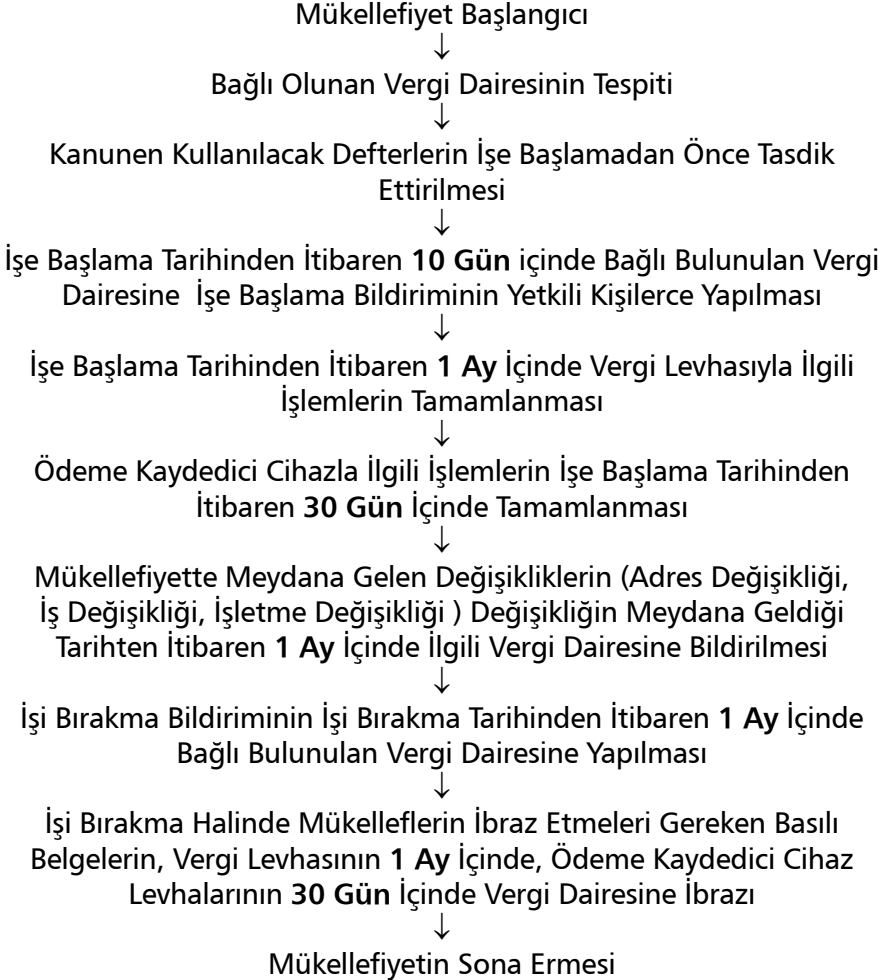 Mükellefiyet Başlangıcı
↓
Bağlı Olunan Vergi Dairesinin Tespiti
↓
Kanunen Kullanılacak Defterlerin İşe Başlamadan Önce Tasdik
Ettirilmesi
↓
İşe Başlama Tarihinden İtibaren 10 Gün içinde Bağlı Bulunulan Vergi
Dairesine İşe Başlama Bildiriminin Yetkili Kişilerce Yapılması
↓
İşe Başlama Tarihinden İtibaren 1 Ay İçinde Vergi Levhasıyla İlgili
İşlemlerin Tamamlanması
↓
Ödeme Kaydedici Cihazla İlgili İşlemlerin İşe Başlama Tarihinden
İtibaren 30 Gün İçinde Tamamlanması
↓
Mükellefiyette Meydana Gelen Değişikliklerin (Adres Değişikliği,
İş Değişikliği, İşletme Değişikliği ) Değişikliğin Meydana Geldiği
Tarihten İtibaren 1 Ay İçinde İlgili Vergi Dairesine Bildirilmesi
↓
İşi Bırakma Bildiriminin İşi Bırakma Tarihinden İtibaren 1 Ay İçinde
Bağlı Bulunulan Vergi Dairesine Yapılması
↓
İşi Bırakma Halinde Mükelleflerin İbraz Etmeleri Gereken Basılı
Belgelerin, Vergi Levhasının 1 Ay İçinde, Ödeme Kaydedici Cihaz
Levhalarının 30 Gün İçinde Vergi Dairesine İbrazı
↓
Mükellefiyetin Sona Ermesi